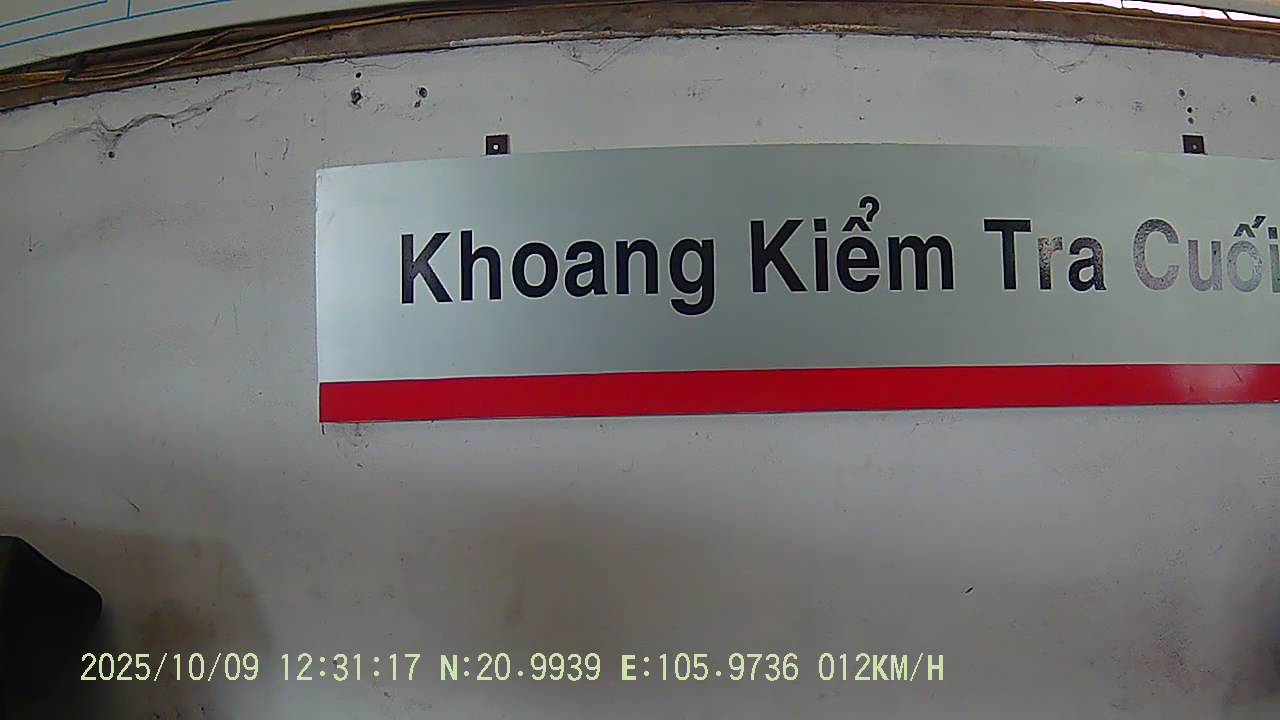 Khoang Kiểm Tra Cuối
2025/10/09 12:31:17 N:20.9939 E:105.9736 012KM/H